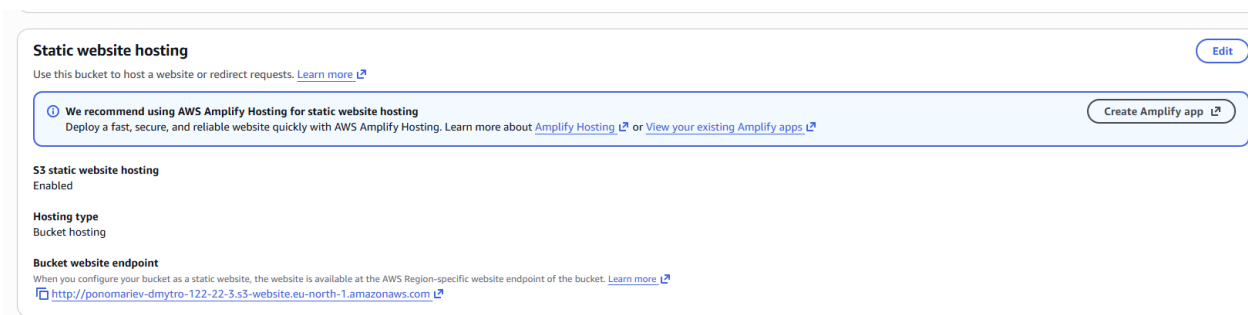 Static website hosting
Edit
Use this bucket to host a website or redirect requests. Learn more
We recommend using AWS Amplify Hosting for static website hosting
Create Amplify app
Deploy a fast, secure, and reliable website quickly with AWS Amplify Hosting. Learn more about Amplify Hosting or View your existing Amplify apps
S3 static website hosting
Enabled
Hosting type
Bucket hosting
Bucket website endpoint
When you configure your bucket as a static website, the website is available at the AWS Region-specific website endpoint of the bucket. Learn more
http://ponomariev-dmytro-122-22-3.s3-website.eu-north-1.amazonaws.com